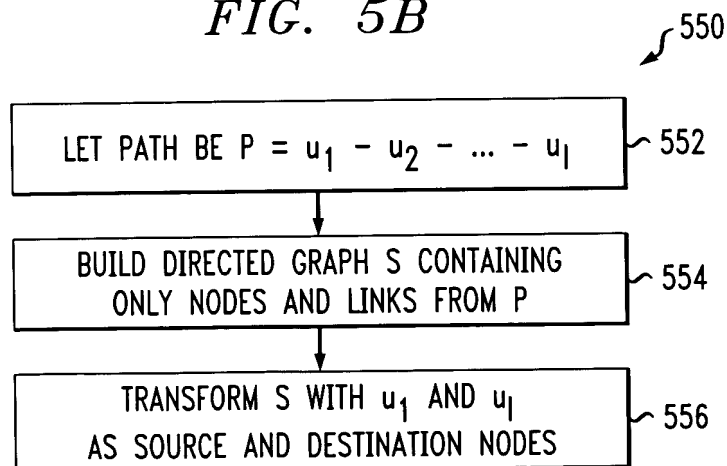 FIG. 5B
550
LET PATH BE P = u₁ – u₂ – ... – uₗ
552
BUILD DIRECTED GRAPH S CONTAINING
ONLY NODES AND LINKS FROM P
554
TRANSFORM S WITH u₁ AND uₗ
AS SOURCE AND DESTINATION NODES
556